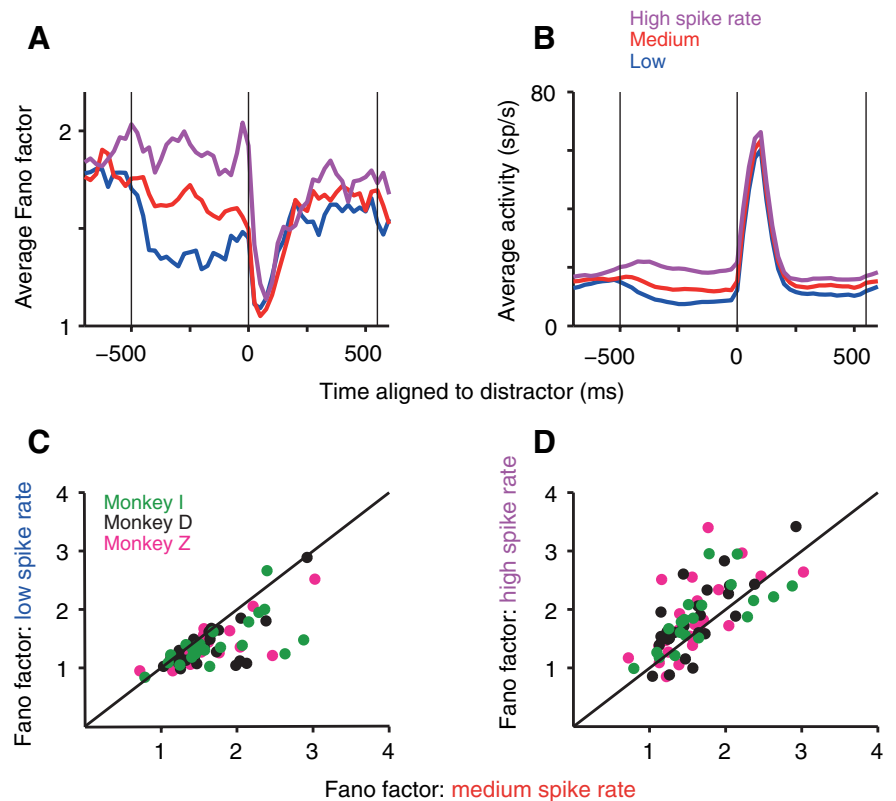 A
B
High spike rate
Medium
Low
Average Fano factor
2
1
−500
0
500
Average activity (sp/s)
80
0
−500
0
500
Time aligned to distractor (ms)
C
D
Fano factor: low spike rate
4
3
2
1
Monkey I
Monkey D
Monkey Z
1
2
3
4
Fano factor: high spike rate
4
3
2
1
1
2
3
4
Fano factor: medium spike rate